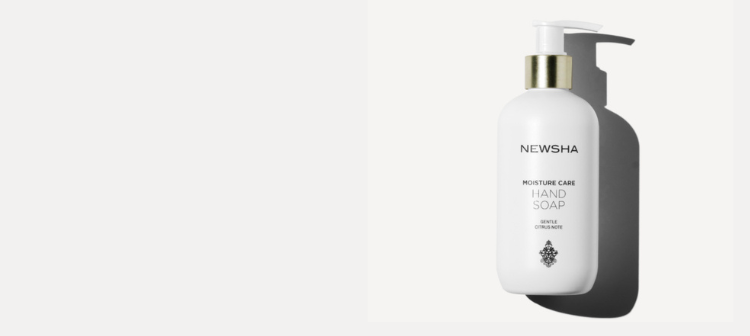 NEWSHA
MOISTURE CARE
HAND
SOAP
GENTLE
CITRUS NOTE